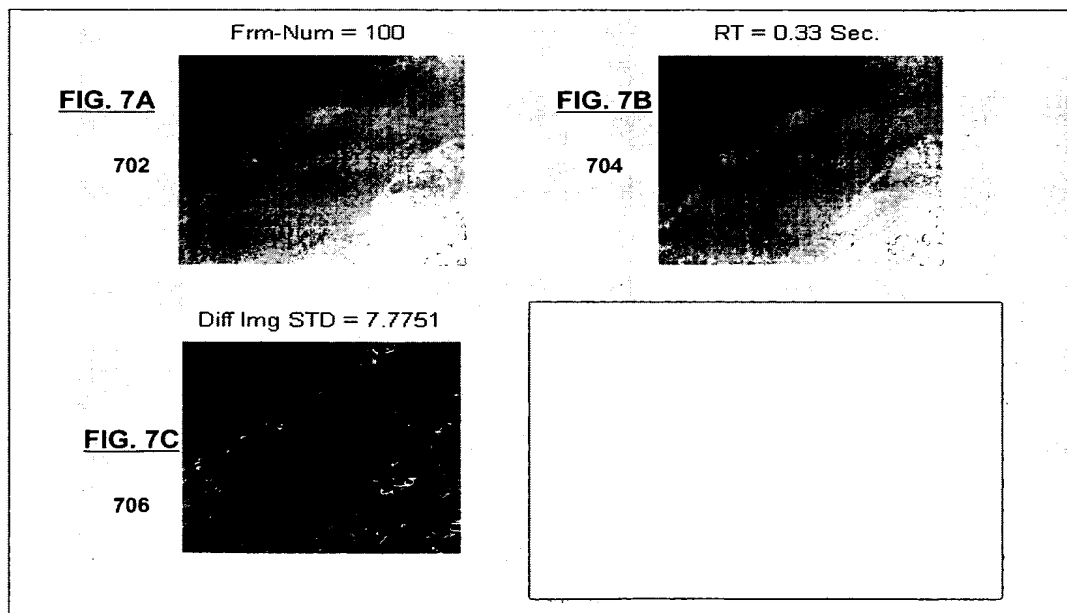 Frm-Num = 100
FIG. 7A
702
RT = 0.33 Sec.
FIG. 7B
704
Diff Img STD = 7.7751
FIG. 7C
706